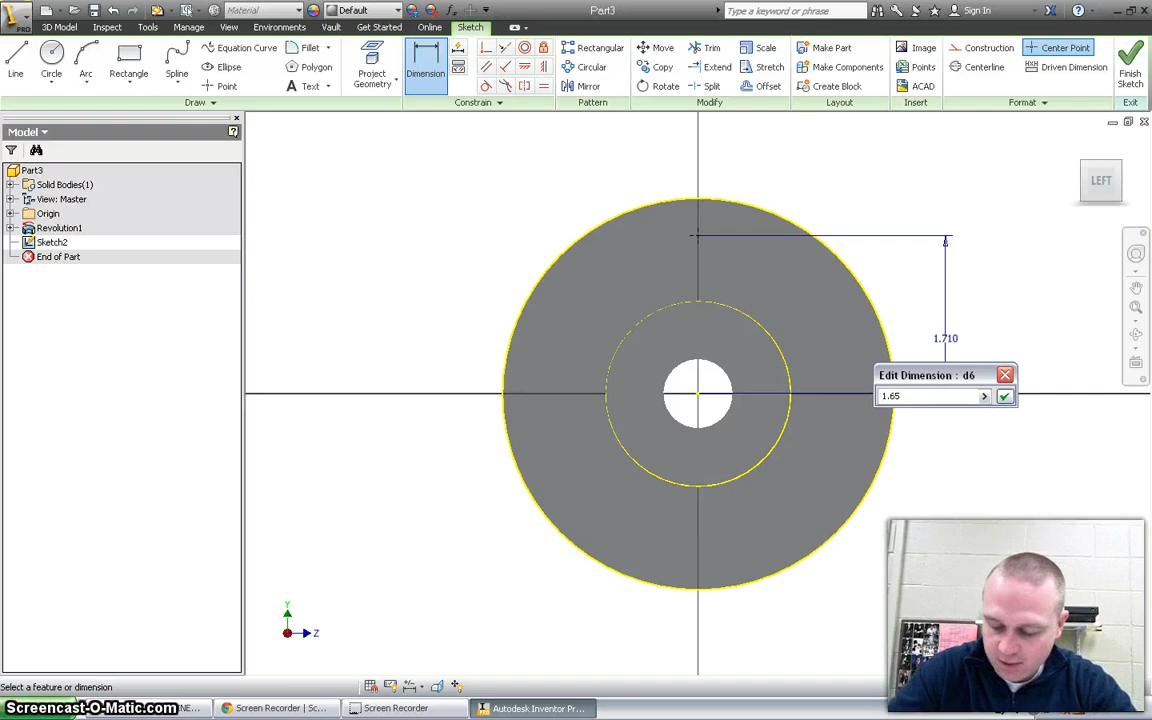 PRO
Material
Default
Part3
Type a keyword or phrase
Sign In
3D Model Inspect Tools Manage View Environments Vault Get Started Online Sketch
Line
Circle
Arc
Rectangle
Spline
Equation Curve
Ellipse
Point
Fillet
Polygon
Text
Project
Geometry
Dimension
Rectangular
Circular
Mirror
Move
Copy
Rotate
Trim
Extend
Split
Scale
Stretch
Offset
Make Part
Make Components
Create Block
Image
Points
ACAD
Construction
Centerline
Center Point
Driven Dimension
Finish
Sketch
Draw
Constrain
Pattern
Modify
Layout
Insert
Format
Exit
Model
Part3
Solid Bodies(1)
View: Master
Origin
Revolution1
Sketch2
End of Part
LEFT
1.710
Edit Dimension : d6
1.65
Y
Z
Select a feature or dimension
Screencast-O-Matic.com
Screen Recorder | Sc...
Screen Recorder
Autodesk Inventor Pr...